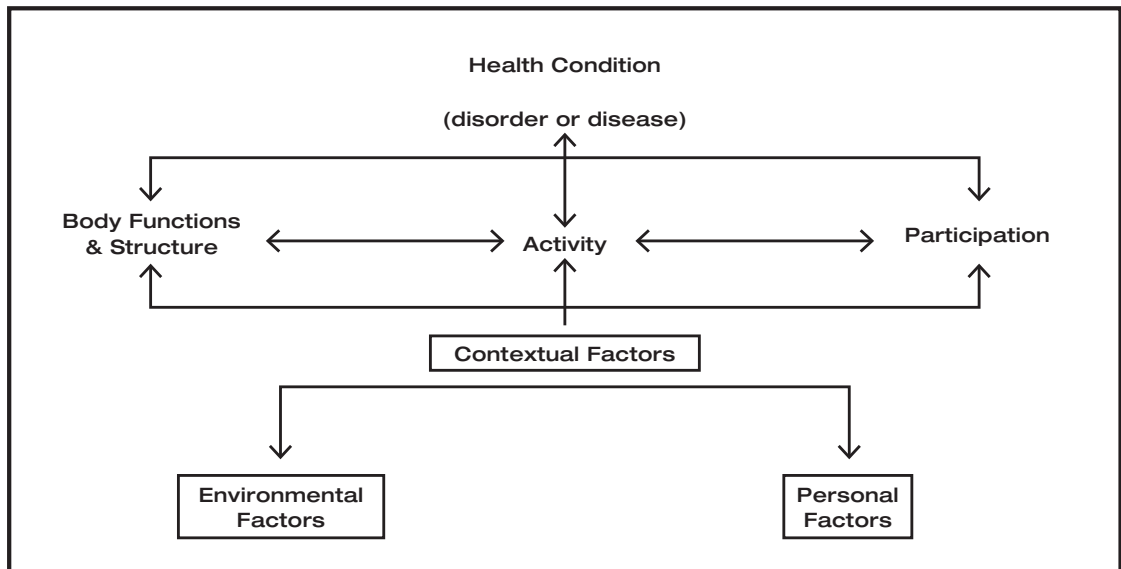 Health Condition
(disorder or disease)
Body Functions
& Structure
Activity
Participation
Contextual Factors
Environmental
Factors
Personal
Factors